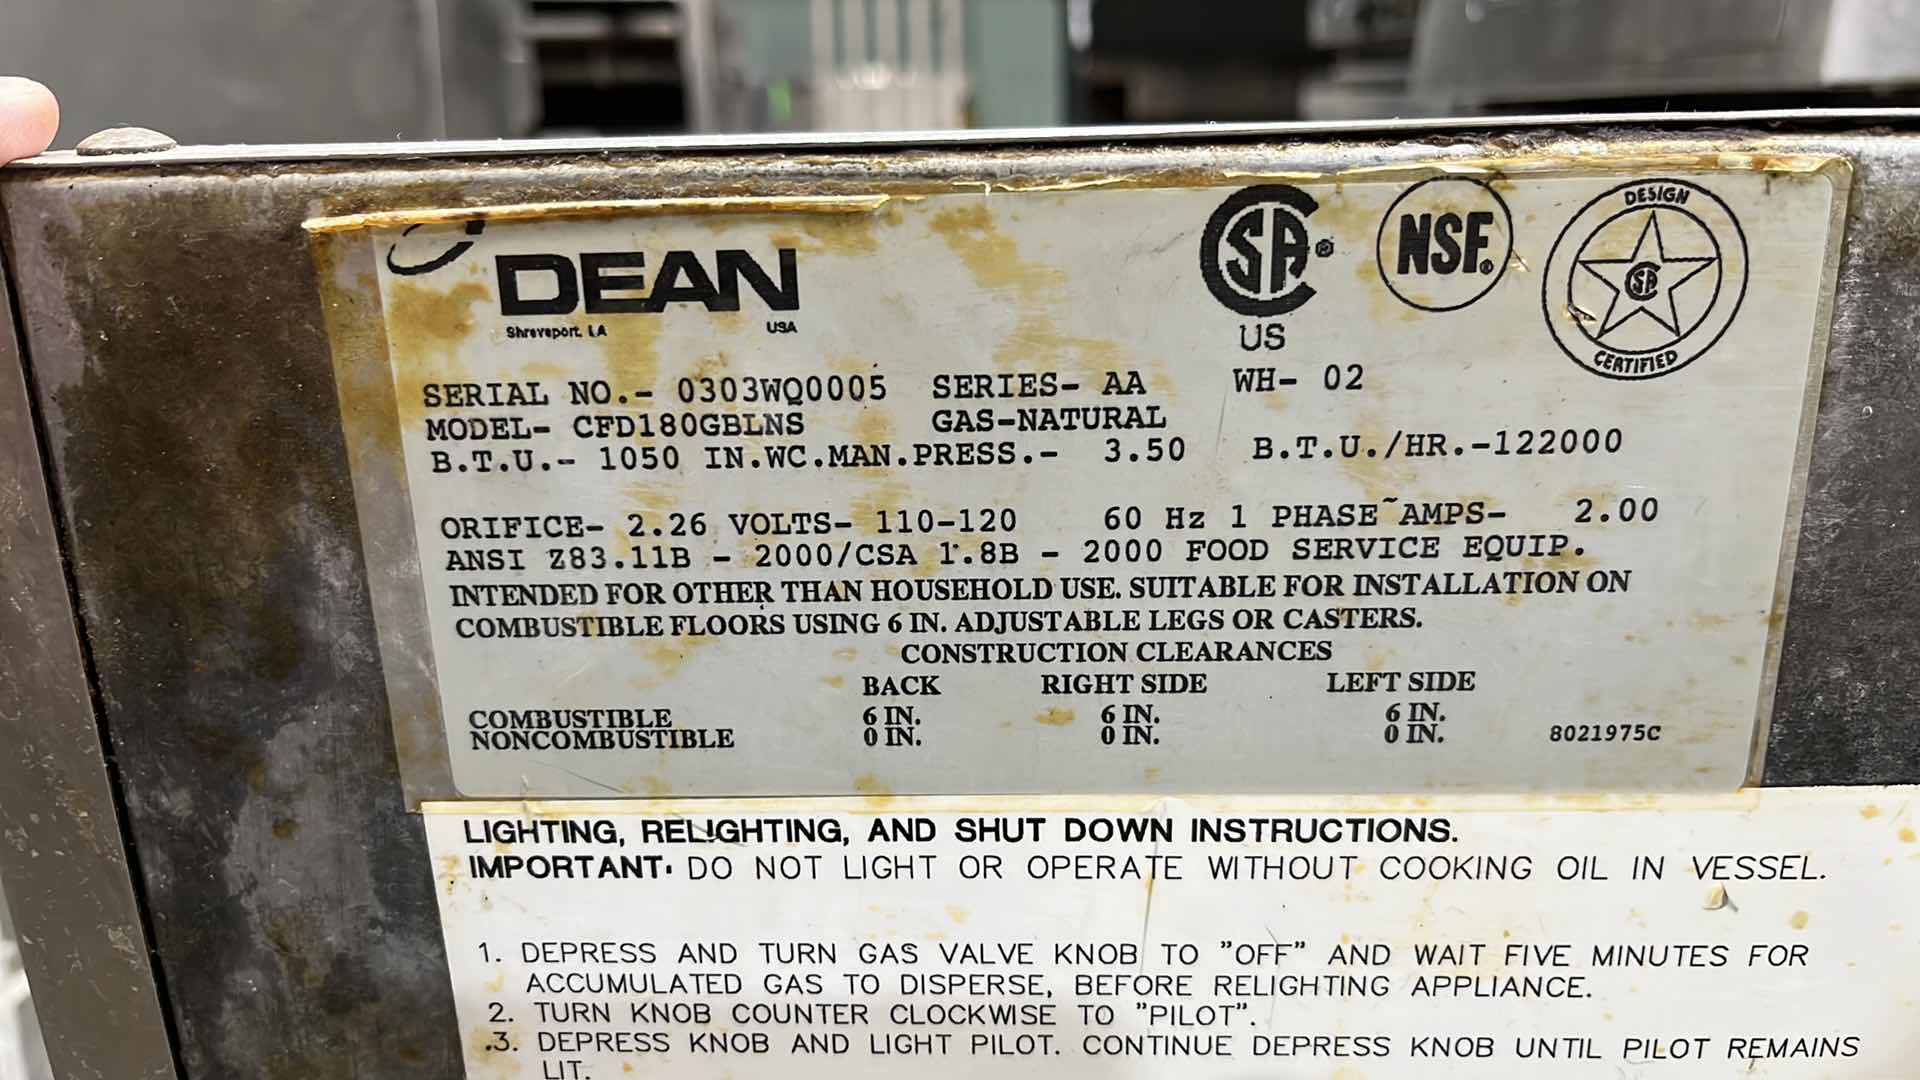 DEAN
Shreveport, LA USA
CSA® US
NSF®
DESIGN CSA CERTIFIED
SERIAL NO.- 0303WQ0005 SERIES- AA WH- 02
MODEL- CFD180GBLNS GAS-NATURAL
B.T.U.- 1050 IN.WC.MAN.PRESS.- 3.50 B.T.U./HR.-122000
ORIFICE- 2.26 VOLTS- 110-120 60 Hz 1 PHASE~AMPS- 2.00
ANSI Z83.11B - 2000/CSA 1.8B - 2000 FOOD SERVICE EQUIP.
INTENDED FOR OTHER THAN HOUSEHOLD USE. SUITABLE FOR INSTALLATION ON
COMBUSTIBLE FLOORS USING 6 IN. ADJUSTABLE LEGS OR CASTERS.
CONSTRUCTION CLEARANCES
BACK RIGHT SIDE LEFT SIDE
COMBUSTIBLE 6 IN. 6 IN. 6 IN.
NONCOMBUSTIBLE 0 IN. 0 IN. 0 IN. 8021975C
LIGHTING, RELIGHTING, AND SHUT DOWN INSTRUCTIONS.
IMPORTANT: DO NOT LIGHT OR OPERATE WITHOUT COOKING OIL IN VESSEL.
1. DEPRESS AND TURN GAS VALVE KNOB TO "OFF" AND WAIT FIVE MINUTES FOR
ACCUMULATED GAS TO DISPERSE, BEFORE RELIGHTING APPLIANCE.
2. TURN KNOB COUNTER CLOCKWISE TO "PILOT".
3. DEPRESS KNOB AND LIGHT PILOT. CONTINUE DEPRESS KNOB UNTIL PILOT REMAINS
LIT.